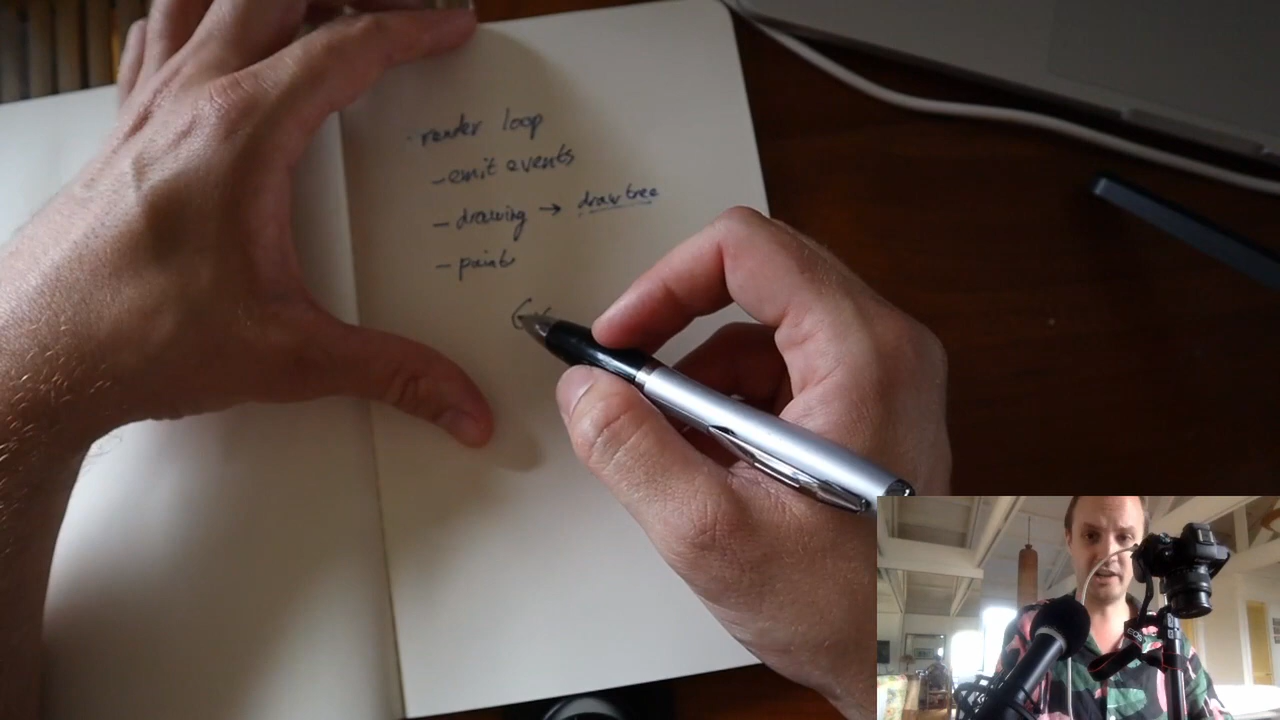 · render loop
- emit events
- drawing → draw tree
- paint